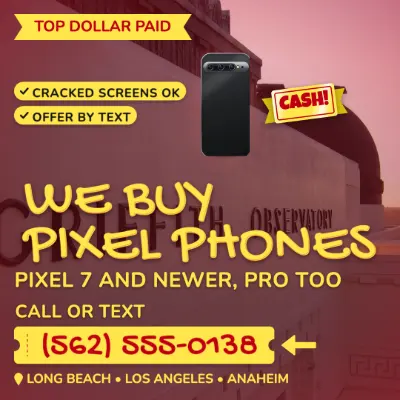 TOP DOLLAR PAID
CRACKED SCREENS OK
OFFER BY TEXT
CASH!
GRIFFITH OBSERVATORY
WE BUY
PIXEL PHONES
PIXEL 7 AND NEWER, PRO TOO
CALL OR TEXT
(562) 555-0138
LONG BEACH • LOS ANGELES • ANAHEIM